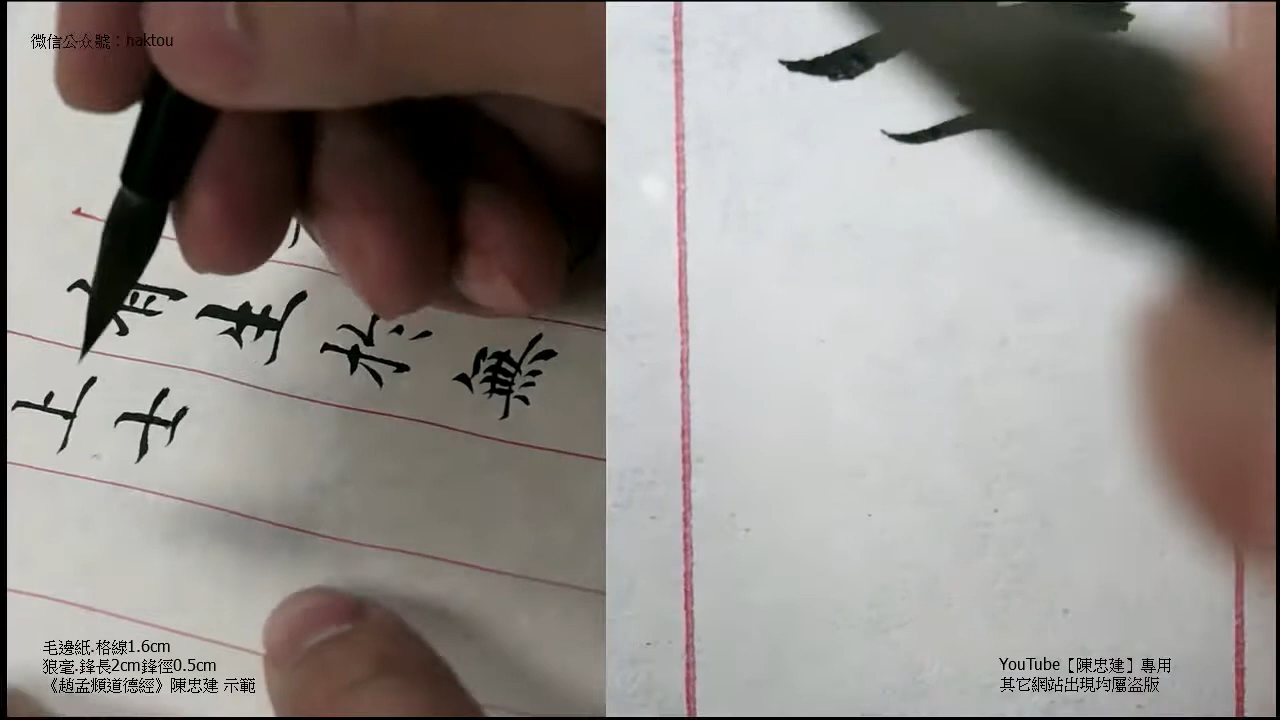 微信公众號：haktou
有生於無
上士
毛邊紙.格線1.6cm
狼毫.鋒長2cm鋒徑0.5cm
《趙孟頫道德經》陳忠建 示範
YouTube［陳忠建］專用
其它網站出現均屬盜版